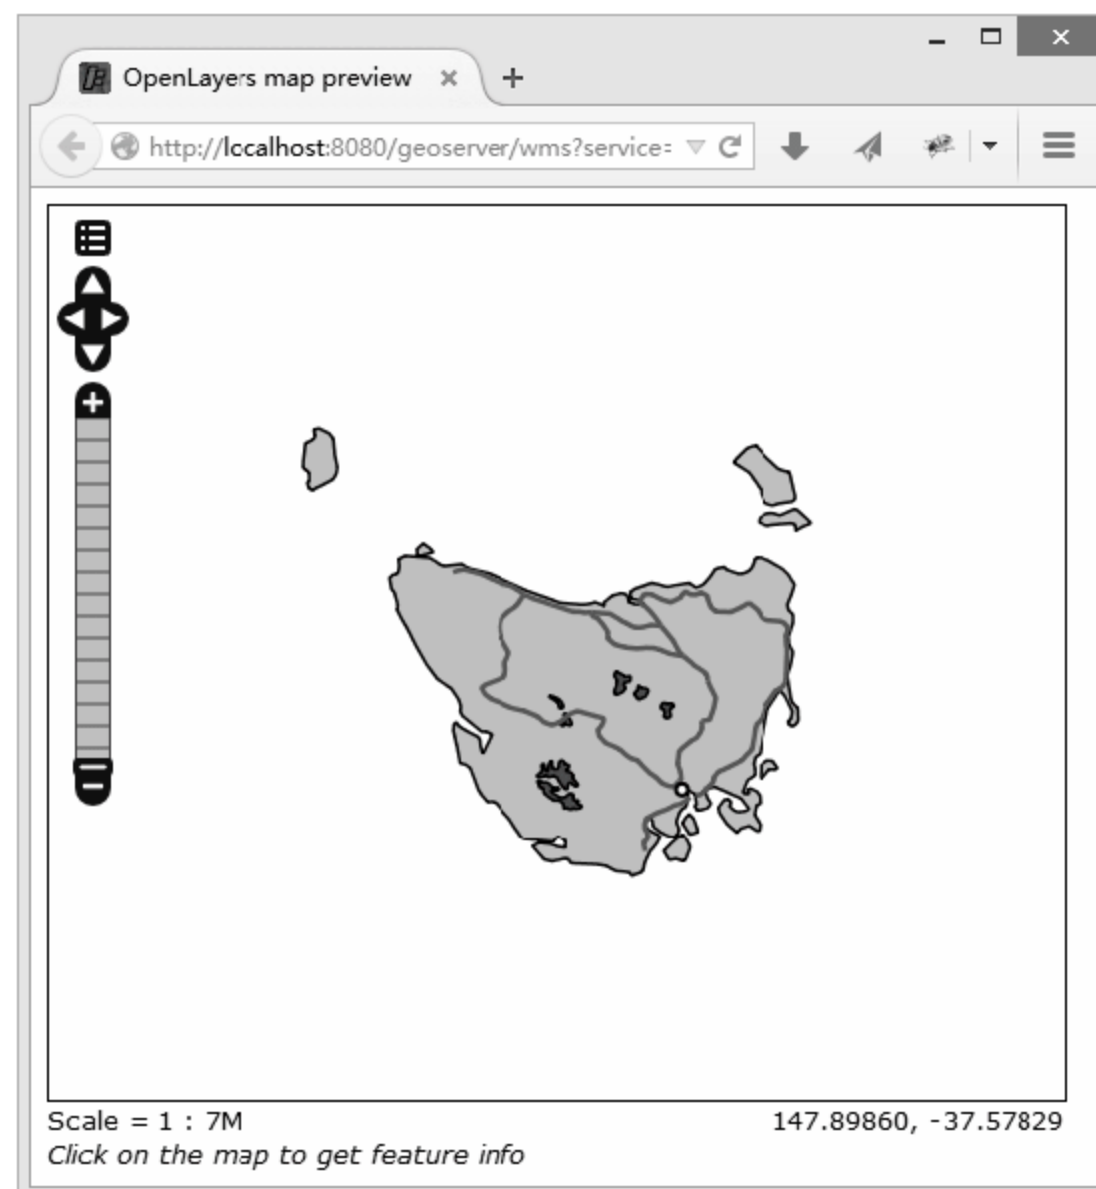 OpenLayers map preview
http://lccalhost:8080/geoserver/wms?service=
Scale = 1 : 7M
147.89860, -37.57829
Click on the map to get feature info